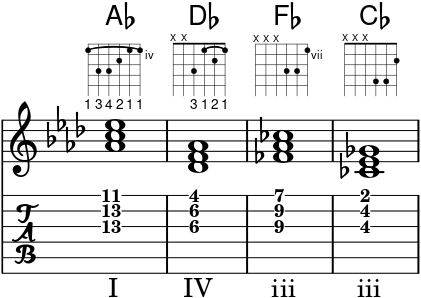 A♭ D♭ F♭ C♭
x x x x x x x x
iv vii
1 3 4 2 1 1 3 1 2 1
11 4 7 2
13 6 9 4
13 6 9 4
TAB
I IV iii iii